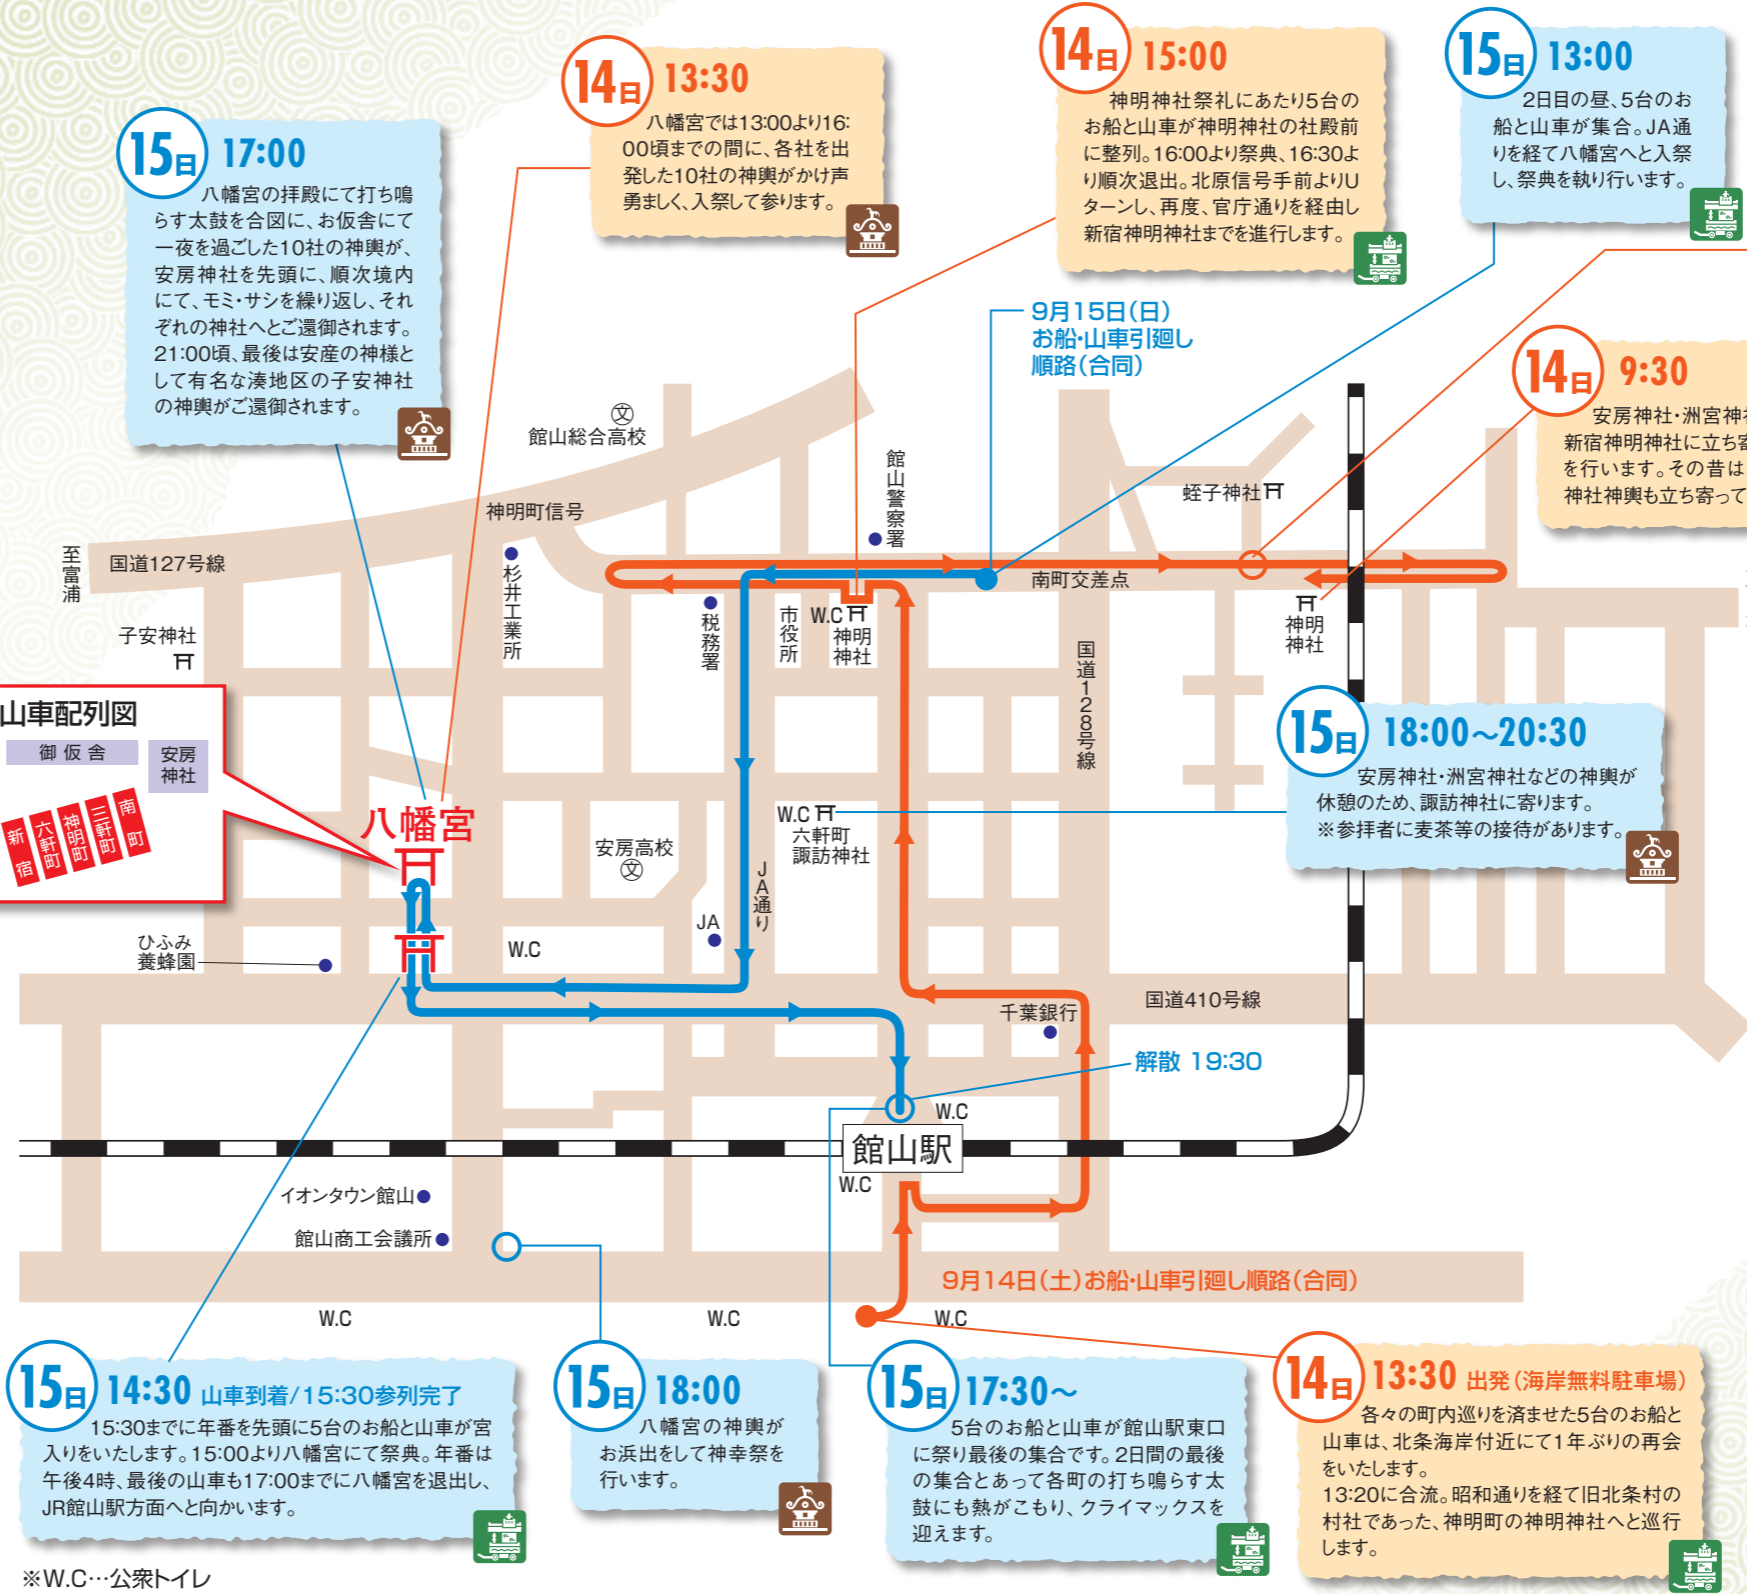 15日 17:00
八幡宮の拝殿にて打ち鳴
らす太鼓を合図に、お仮舎にて
一夜を過ごした10社の神輿が、
安房神社を先頭に、順次境内
にて、モミ・サシを繰り返し、それ
ぞれの神社へとご還御されます。
21:00頃、最後は安産の神様と
して有名な湊地区の子安神社
の神輿がご還御されます。
14日 13:30
八幡宮では13:00より16:
00頃までの間に、各社を出
発した10社の神輿がかけ声
勇ましく、入祭して参ります。
14日 15:00
神明神社祭礼にあたり5台の
お船と山車が神明神社の社殿前
に整列。16:00より祭典、16:30よ
り順次退出。北原信号手前よりU
ターンし、再度、官庁通りを経由し
新宿神明神社までを進行します。
15日 13:00
2日目の昼、5台のお
船と山車が集合。JA通
りを経て八幡宮へと入祭
し、祭典を執り行います。
14日 9:30
安房神社・洲宮神
新宿神明神社に立ち
を行います。その昔は
神社神輿も立ち寄って
9月15日(日)
お船・山車引廻し
順路(合同)
文
館山総合高校
館山警察署
蛭子神社
神明町信号
至富浦
国道127号線
杉井工業所
南町交差点
子安神社
税務署
市役所
W.C
神明
神社
神明
神社
国道128号線
山車配列図
御仮舎
安房
神社
新宿
六軒町
神明町
三軒町
南町
八幡宮
15日 18:00〜20:30
安房神社・洲宮神社などの神輿が
休憩のため、諏訪神社に寄ります。
※参拝者に麦茶等の接待があります。
安房高校
文
W.C
六軒町
諏訪神社
JA通り
JA
ひふみ
養蜂園
W.C
国道410号線
千葉銀行
解散 19:30
W.C
館山駅
W.C
イオンタウン館山
館山商工会議所
9月14日(土)お船・山車引廻し順路(合同)
W.C
W.C
W.C
15日 14:30 山車到着/15:30参列完了
15:30までに年番を先頭に5台のお船と山車が宮
入りをいたします。15:00より八幡宮にて祭典。年番は
午後4時、最後の山車も17:00までに八幡宮を退出し、
JR館山駅方面へと向かいます。
15日 18:00
八幡宮の神輿が
お浜出をして神幸祭を
行います。
15日 17:30〜
5台のお船と山車が館山駅東口
に祭り最後の集合です。2日間の最後
の集合とあって各町の打ち鳴らす太
鼓にも熱がこもり、クライマックスを
迎えます。
14日 13:30 出発(海岸無料駐車場)
各々の町内巡りを済ませた5台のお船と
山車は、北条海岸付近にて1年ぶりの再会
をいたします。
13:20に合流。昭和通りを経て旧北条村の
村社であった、神明町の神明神社へと巡行
します。
※W.C…公衆トイレ